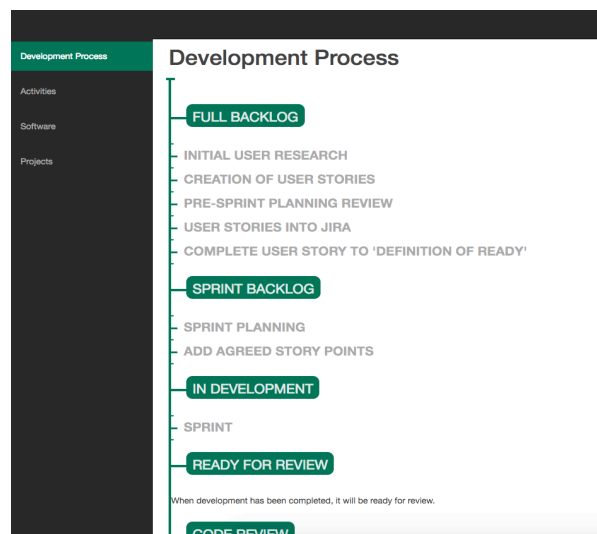 Development Process
Development Process
Activities
Software
Projects
FULL BACKLOG
INITIAL USER RESEARCH
CREATION OF USER STORIES
PRE-SPRINT PLANNING REVIEW
USER STORIES INTO JIRA
COMPLETE USER STORY TO 'DEFINITION OF READY'
SPRINT BACKLOG
SPRINT PLANNING
ADD AGREED STORY POINTS
IN DEVELOPMENT
SPRINT
READY FOR REVIEW
When development has been completed, it will be ready for review.
CODE REVIEW